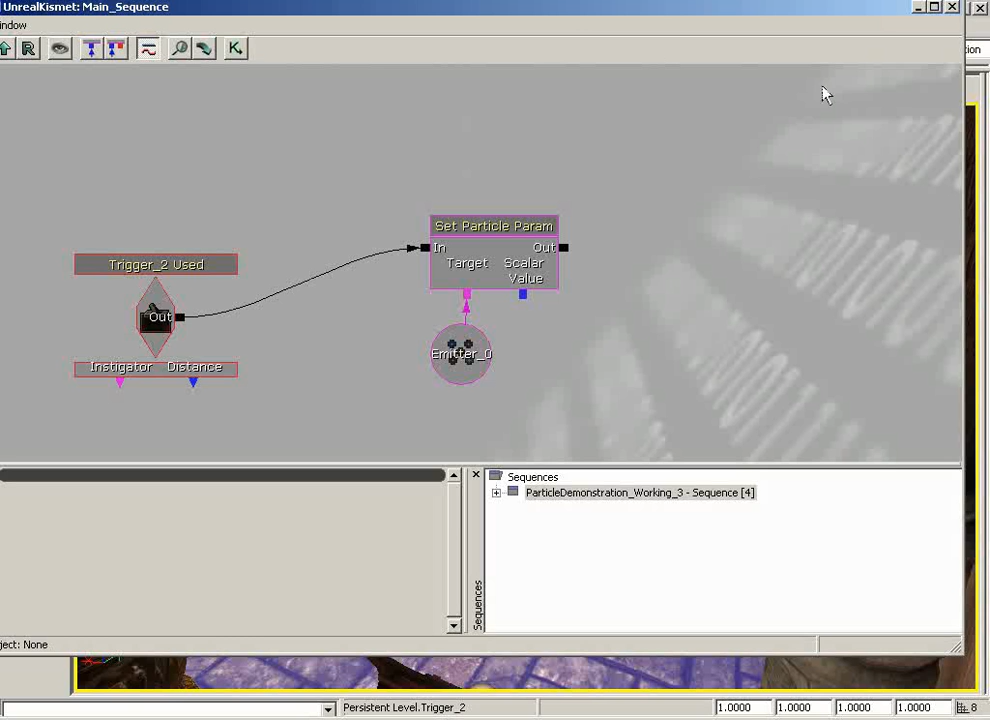 UnrealKismet: Main_Sequence
indow
R
K
ion
Set Particle Param
In
Out
Target
Scalar
Value
Trigger_2 Used
Out
Instigator
Distance
Emitter_0
Sequences
ParticleDemonstration_Working_3 - Sequence [4]
Sequences
ject: None
Persistent Level.Trigger_2
1.0000
1.0000
1.0000
1.0000
8